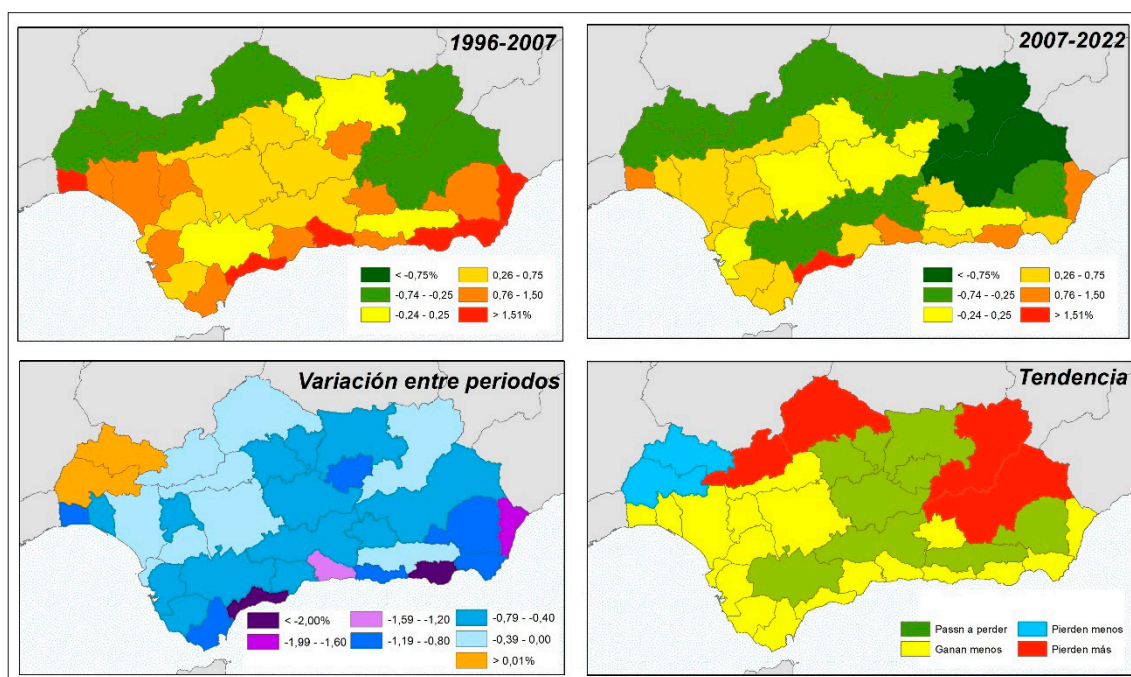 1996-2007
< -0,75%
-0,74 - -0,25
-0,24 - 0,25
0,26 - 0,75
0,76 - 1,50
> 1,51%
2007-2022
< -0,75%
-0,74 - -0,25
-0,24 - 0,25
0,26 - 0,75
0,76 - 1,50
> 1,51%
Variación entre periodos
< -2,00%
-1,99 - -1,60
-1,59 - -1,20
-1,19 - -0,80
-0,79 - -0,40
-0,39 - 0,00
> 0,01%
Tendencia
Passn a perder
Ganan menos
Pierden menos
Pierden más